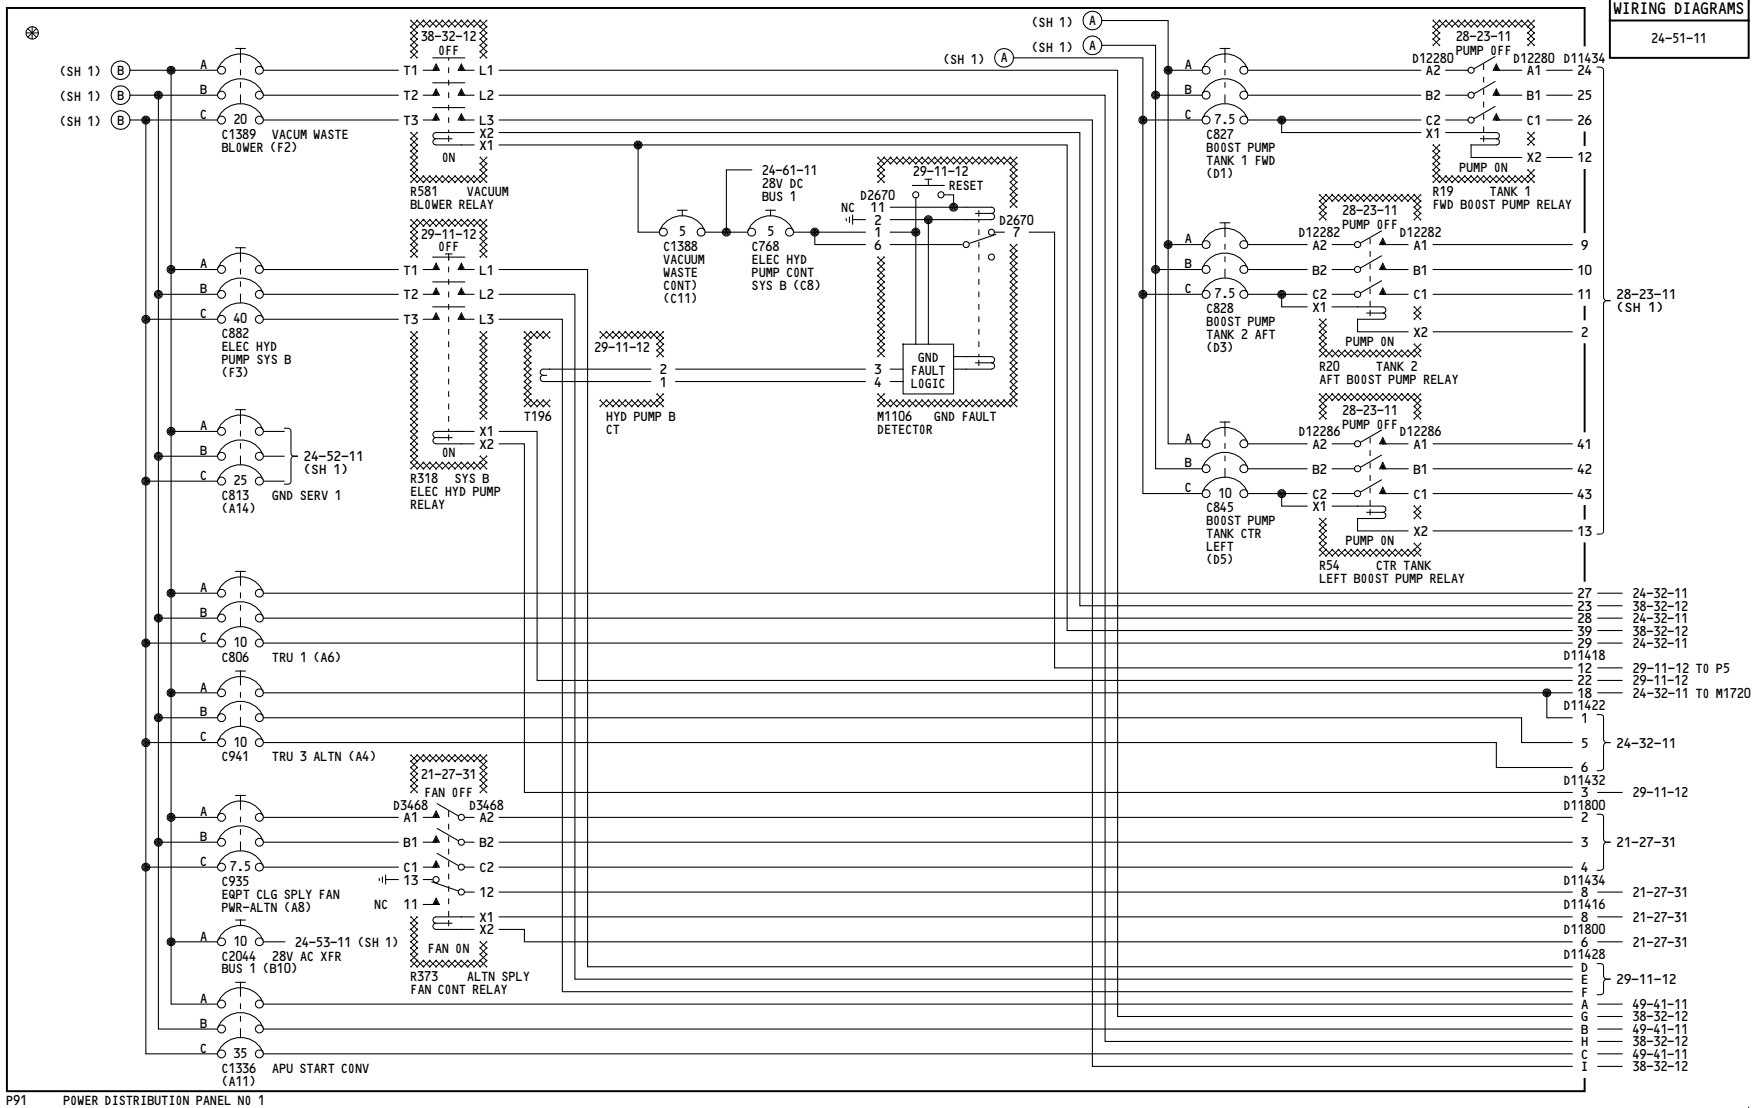 WIRING DIAGRAMS
24-51-11
(SH 1) B
(SH 1) B
(SH 1) B
(SH 1) A
(SH 1) A
(SH 1) A
A
B
C 20
C1389 VACUM WASTE
BLOWER (F2)
38-32-12
OFF
T1 L1
T2 L2
T3 L3
X2
X1
ON
R581 VACUUM
BLOWER RELAY
29-11-12
OFF
A
B
C 40
C882
ELEC HYD
PUMP SYS B
(F3)
T1 L1
T2 L2
T3 L3
X1
X2
ON
R318 SYS B
ELEC HYD PUMP
RELAY
5
C1388
VACUUM
WASTE
CONT)
(C11)
24-61-11
28V DC
BUS 1
5
C768
ELEC HYD
PUMP CONT
SYS B (C8)
29-11-12
RESET
D2670
NC 11
2
1
6
D2670
7
3
4
GND
FAULT
LOGIC
M1106 GND FAULT
DETECTOR
T196
29-11-12
2
1
HYD PUMP B
CT
A
B
C 25
C813
(A14)
GND SERV 1
24-52-11
(SH 1)
A
B
C 10
C806 TRU 1 (A6)
A
B
C 10
C941 TRU 3 ALTN (A4)
A
B
C 7.5
C935
EQPT CLG SPLY FAN
PWR-ALTN (A8)
21-27-31
FAN OFF
D3468 D3468
A1 A2
B1 B2
C1 C2
13
12
NC 11
X1
X2
FAN ON
R373 ALTN SPLY
FAN CONT RELAY
A 10 24-53-11 (SH 1)
C2044 28V AC XFR
BUS 1 (B10)
A
B
C 35
C1336 APU START CONV
(A11)
A
B
C 7.5
C827
BOOST PUMP
TANK 1 FWD
(D1)
28-23-11
PUMP OFF
D12280 D12280
A2 A1
B2 B1
C2 C1
X1
X2
PUMP ON
R19 TANK 1
FWD BOOST PUMP RELAY
D11434
24
25
26
12
A
B
C 7.5
C828
BOOST PUMP
TANK 2 AFT
(D3)
28-23-11
PUMP OFF
D12282 D12282
A2 A1
B2 B1
C2 C1
X1
X2
PUMP ON
R20 TANK 2
AFT BOOST PUMP RELAY
9
10
11
2
28-23-11
(SH 1)
A
B
C 10
C845
BOOST PUMP
TANK CTR
LEFT
(D5)
28-23-11
PUMP OFF
D12286 D12286
A2 A1
B2 B1
C2 C1
X1
X2
PUMP ON
R54 CTR TANK
LEFT BOOST PUMP RELAY
41
42
43
13
27 24-32-11
23 38-32-12
28 24-32-11
39 38-32-12
29 24-32-11
D11418
12 29-11-12 TO P5
22 29-11-12
18 24-32-11 TO M1720
D11422
1
5 24-32-11
6
D11432
3 29-11-12
D11800
2
3 21-27-31
4
D11434
8 21-27-31
D11416
8 21-27-31
D11800
6 21-27-31
D11428
D
E 29-11-12
F
A 49-41-11
G 38-32-12
B 49-41-11
H 38-32-12
C 49-41-11
I 38-32-12
P91 POWER DISTRIBUTION PANEL NO 1